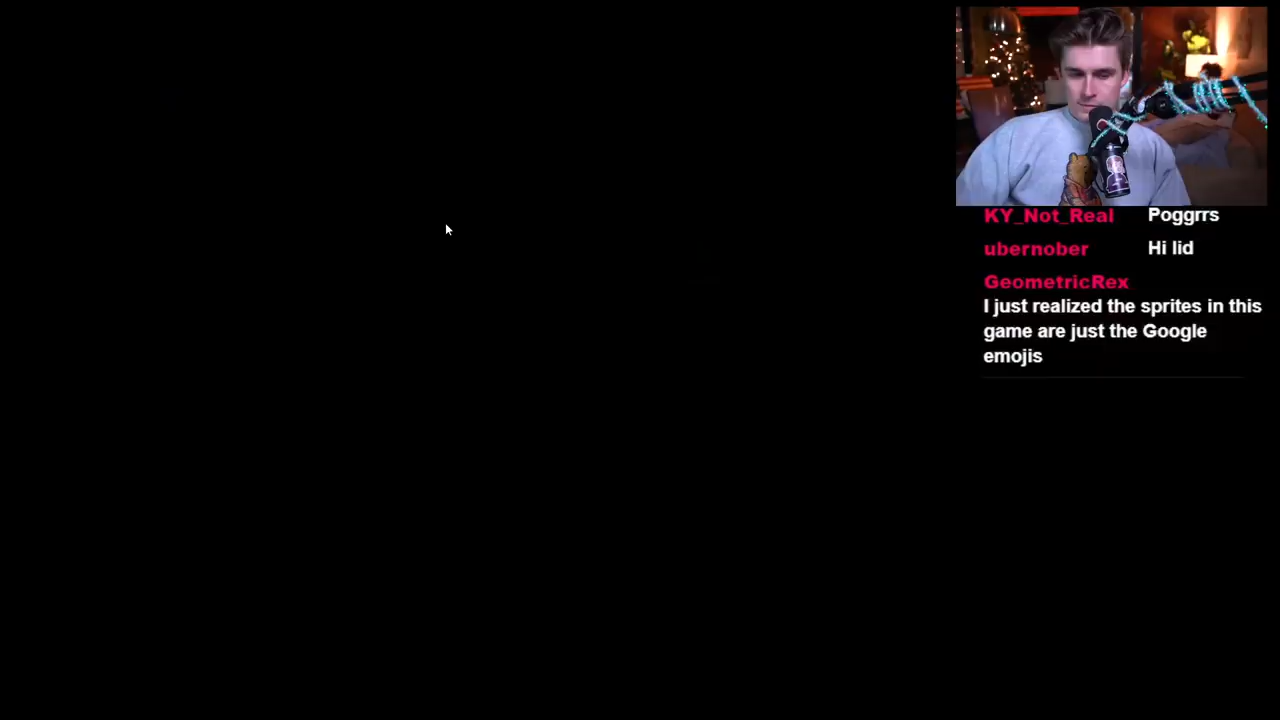 KY_Not_Real Poggrrs
ubernober Hi lid
GeometricRex
I just realized the sprites in this
game are just the Google
emojis